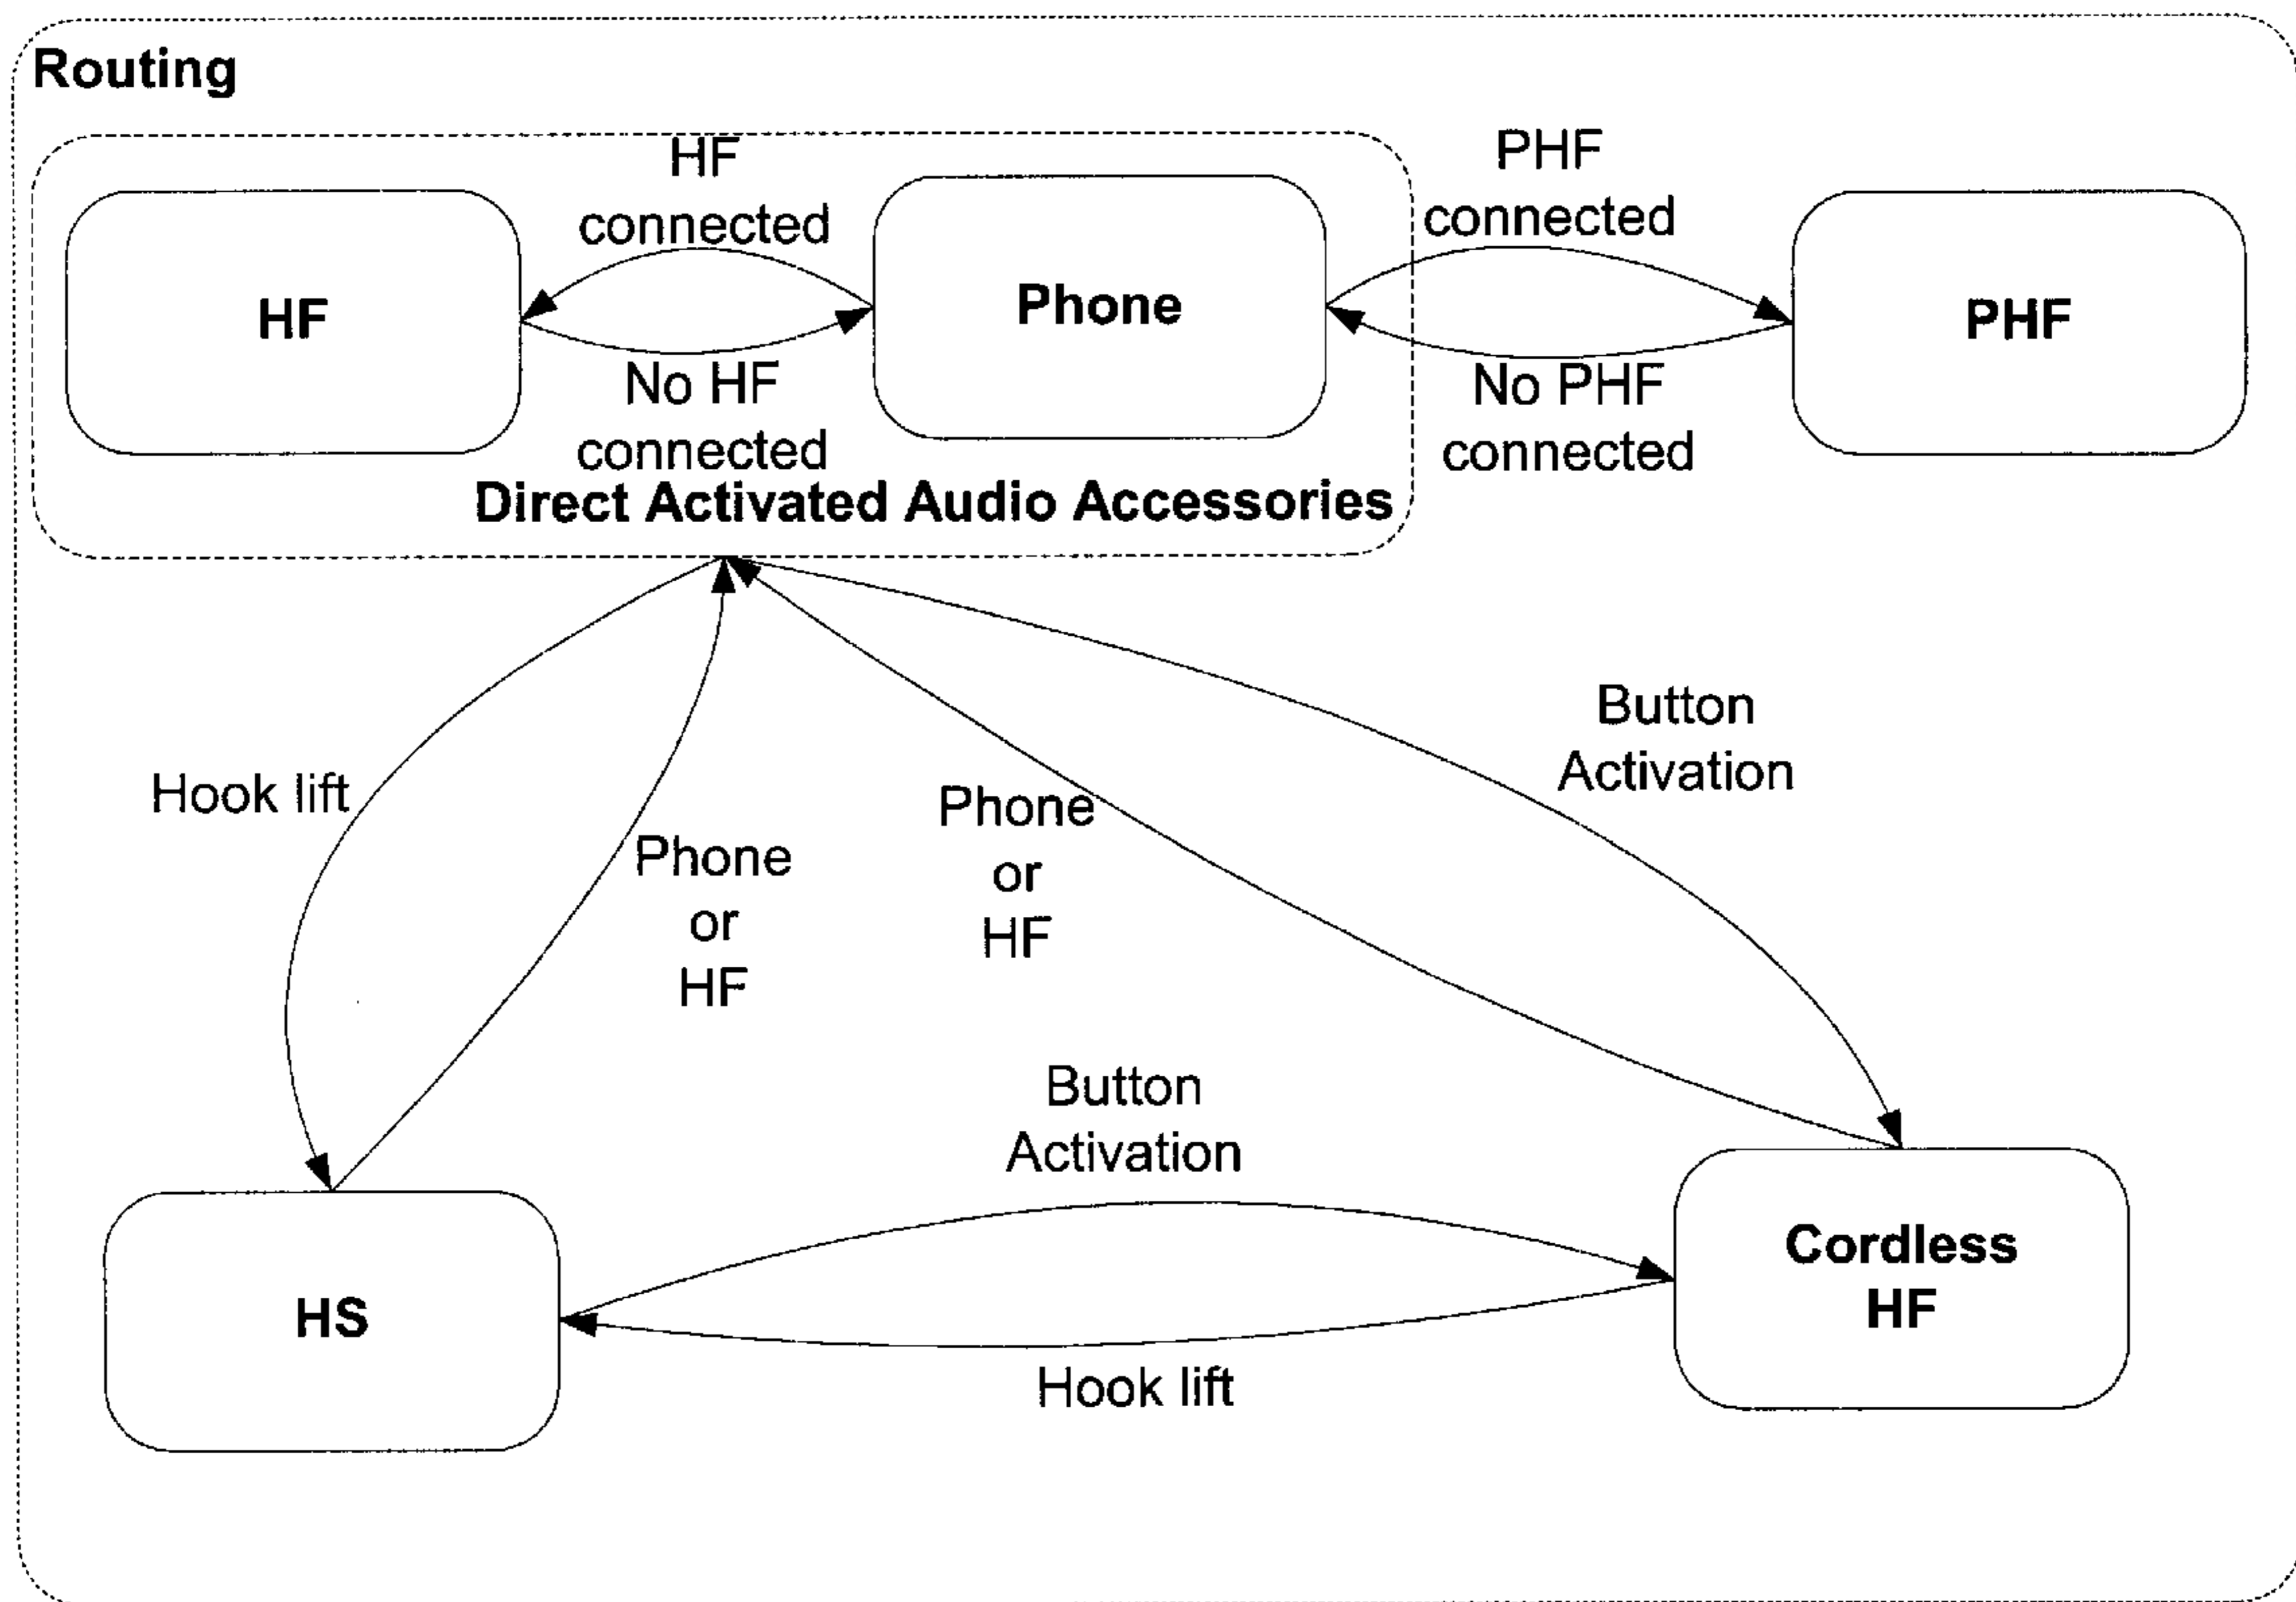 Routing
HF
connected
PHF
connected
HF
Phone
PHF
No HF
connected
No PHF
connected
Direct Activated Audio Accessories
Hook lift
Phone
or
HF
Phone
or
HF
Button
Activation
Button
Activation
HS
Cordless
HF
Hook lift